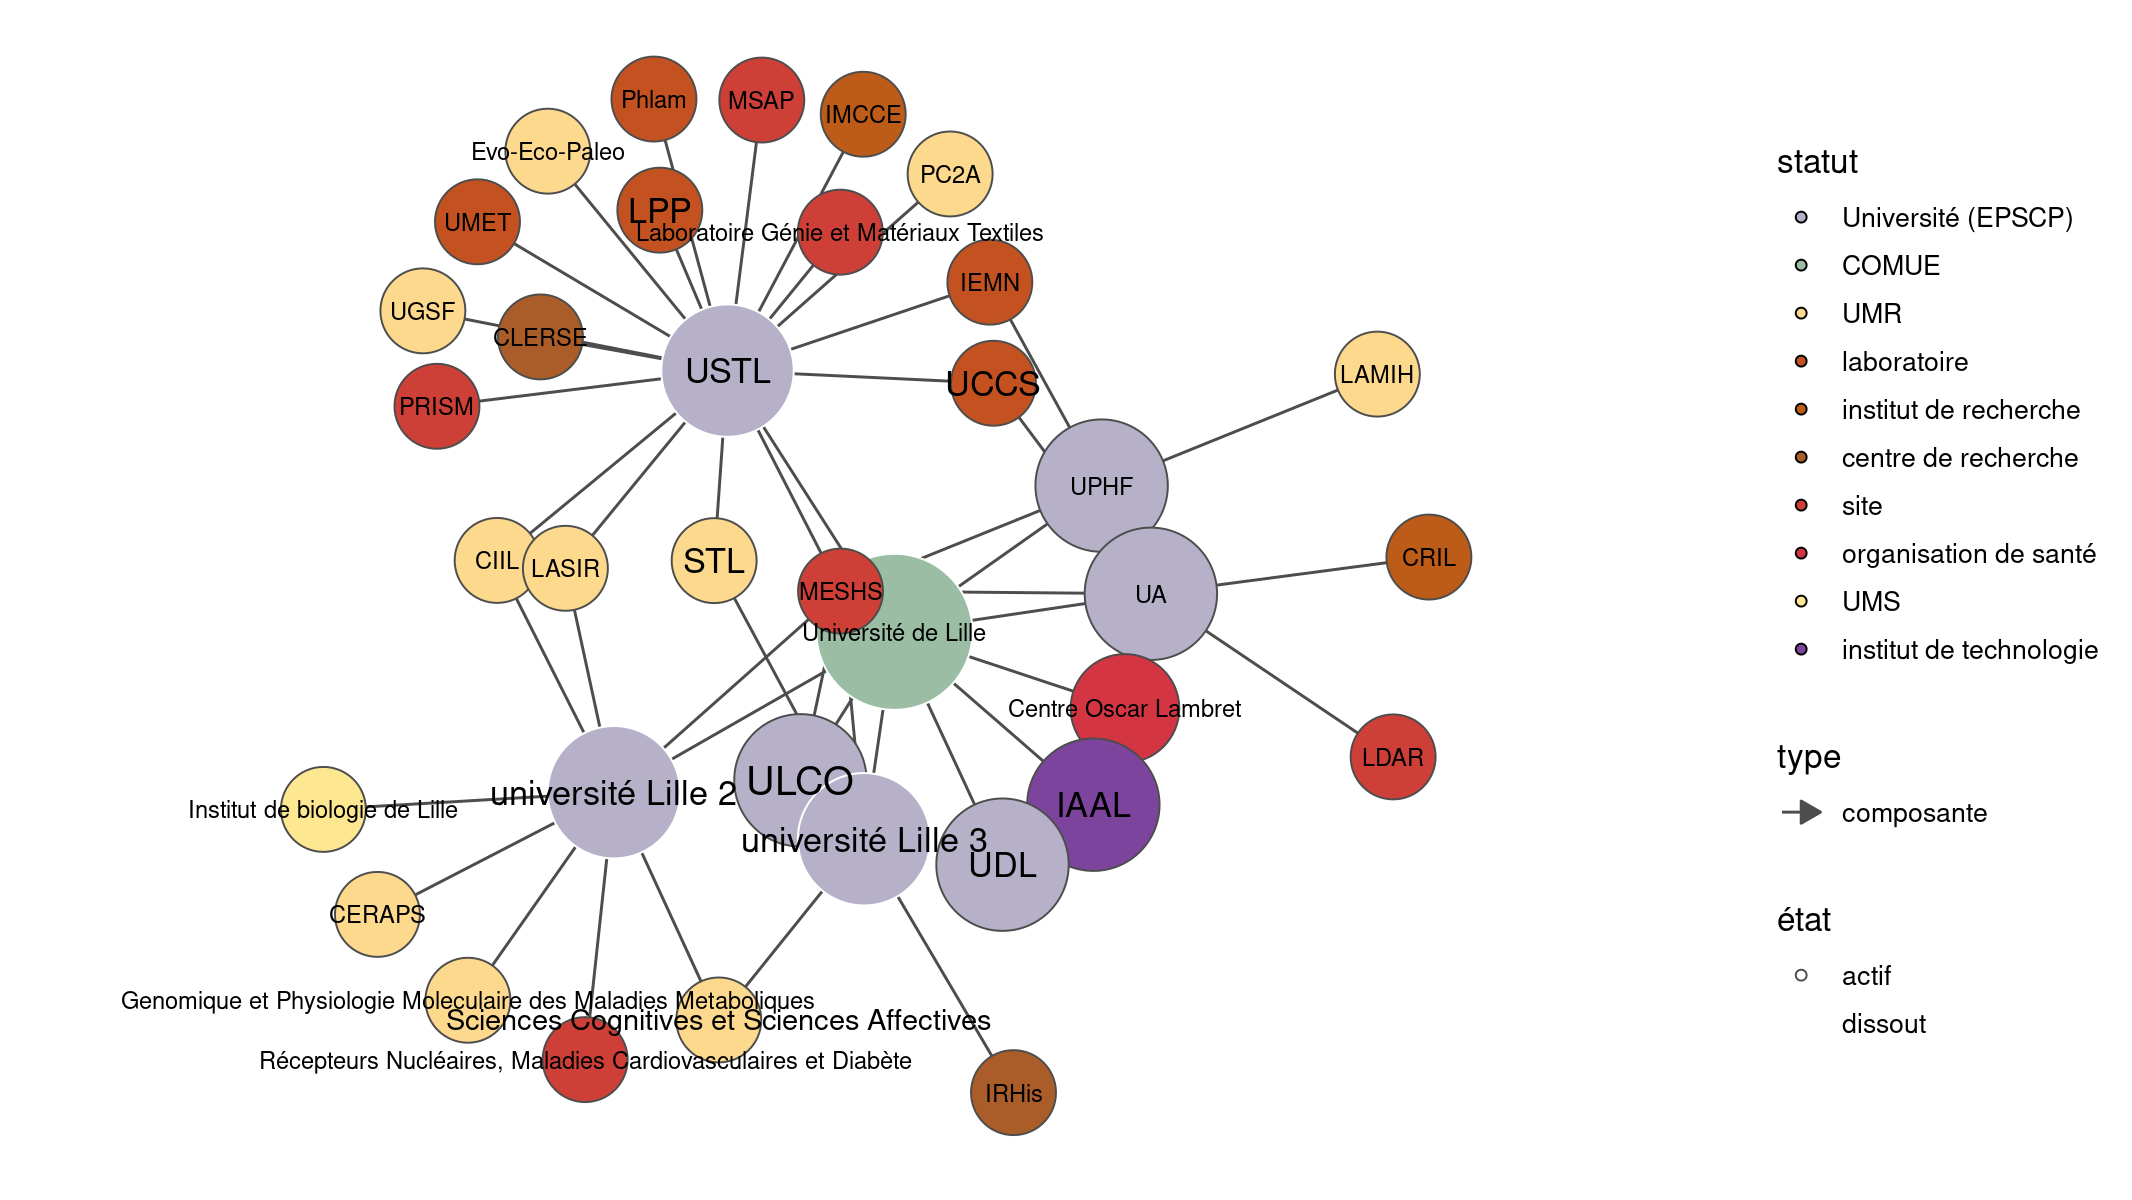 Phlam
MSAP
IMCCE
Evo-Eco-Paleo
PC2A
LPP
UMET
Laboratoire Génie et Matériaux Textiles
IEMN
UGSF
CLERSE
USTL
UCCS
LAMIH
PRISM
UPHF
CIIL
LASIR
STL
MESHS
UA
CRIL
Université de Lille
Centre Oscar Lambret
LDAR
Institut de biologie de Lille
université Lille 2
ULCO
IAAL
université Lille 3
UDL
CERAPS
Genomique et Physiologie Moleculaire des Maladies Metaboliques
Sciences Cognitives et Sciences Affectives
Récepteurs Nucléaires, Maladies Cardiovasculaires et Diabète
IRHis
statut
Université (EPSCP)
COMUE
UMR
laboratoire
institut de recherche
centre de recherche
site
organisation de santé
UMS
institut de technologie
type
composante
état
actif
dissout